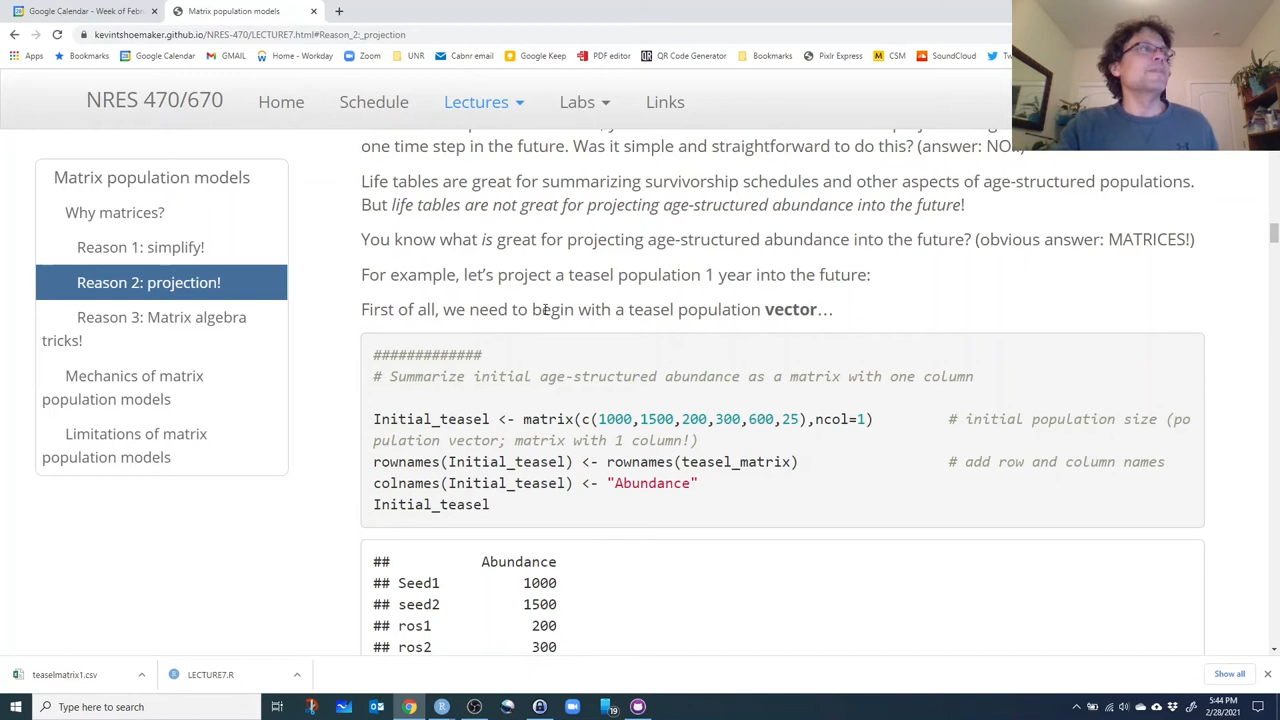 Google Calendar - Week of Febru
Matrix population models
kevintshoemaker.github.io/NRES-470/LECTURE7.html#Reason_2:_projection
Apps Bookmarks Google Calendar GMAIL Home - Workday Zoom UNR Cabnr email Google Keep PDF editor QR Code Generator Bookmarks Pixlr Express CSM SoundCloud Tw
NRES 470/670 Home Schedule Lectures Labs Links
Matrix population models
Why matrices?
Reason 1: simplify!
Reason 2: projection!
Reason 3: Matrix algebra
tricks!
Mechanics of matrix
population models
Limitations of matrix
population models
one time step in the future. Was it simple and straightforward to do this? (answer: NO!!)
Life tables are great for summarizing survivorship schedules and other aspects of age-structured populations.
But life tables are not great for projecting age-structured abundance into the future!
You know what is great for projecting age-structured abundance into the future? (obvious answer: MATRICES!)
For example, let's project a teasel population 1 year into the future:
First of all, we need to begin with a teasel population vector…
#############
# Summarize initial age-structured abundance as a matrix with one column
Initial_teasel <- matrix(c(1000,1500,200,300,600,25),ncol=1) # initial population size (po
pulation vector; matrix with 1 column!)
rownames(Initial_teasel) <- rownames(teasel_matrix) # add row and column names
colnames(Initial_teasel) <- "Abundance"
Initial_teasel
## Abundance
## Seed1 1000
## seed2 1500
## ros1 200
## ros2 300
teaselmatrix1.csv LECTURE7.R Show all
Type here to search
19
5:44 PM
2/28/2021